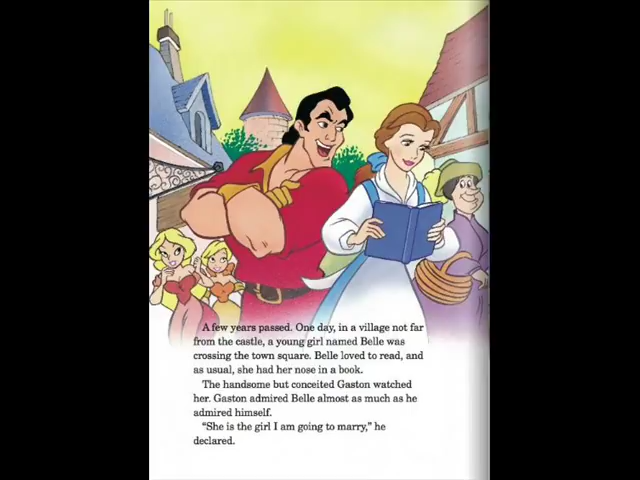 A few years passed. One day, in a village not far
from the castle, a young girl named Belle was
crossing the town square. Belle loved to read, and
as usual, she had her nose in a book.
The handsome but conceited Gaston watched
her. Gaston admired Belle almost as much as he
admired himself.
“She is the girl I am going to marry,” he
declared.